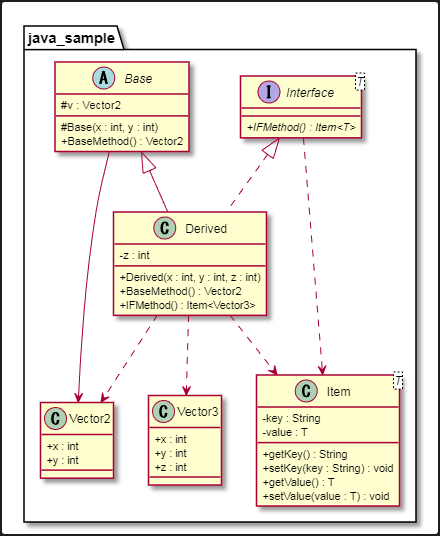 java_sample
A Base
#v : Vector2
#Base(x : int, y : int)
+BaseMethod() : Vector2
I Interface
T
+IFMethod() : Item<T>
C Derived
-z : int
+Derived(x : int, y : int, z : int)
+BaseMethod() : Vector2
+IFMethod() : Item<Vector3>
C Vector2
+x : int
+y : int
C Vector3
+x : int
+y : int
+z : int
C Item
T
-key : String
-value : T
+getKey() : String
+setKey(key : String) : void
+getValue() : T
+setValue(value : T) : void